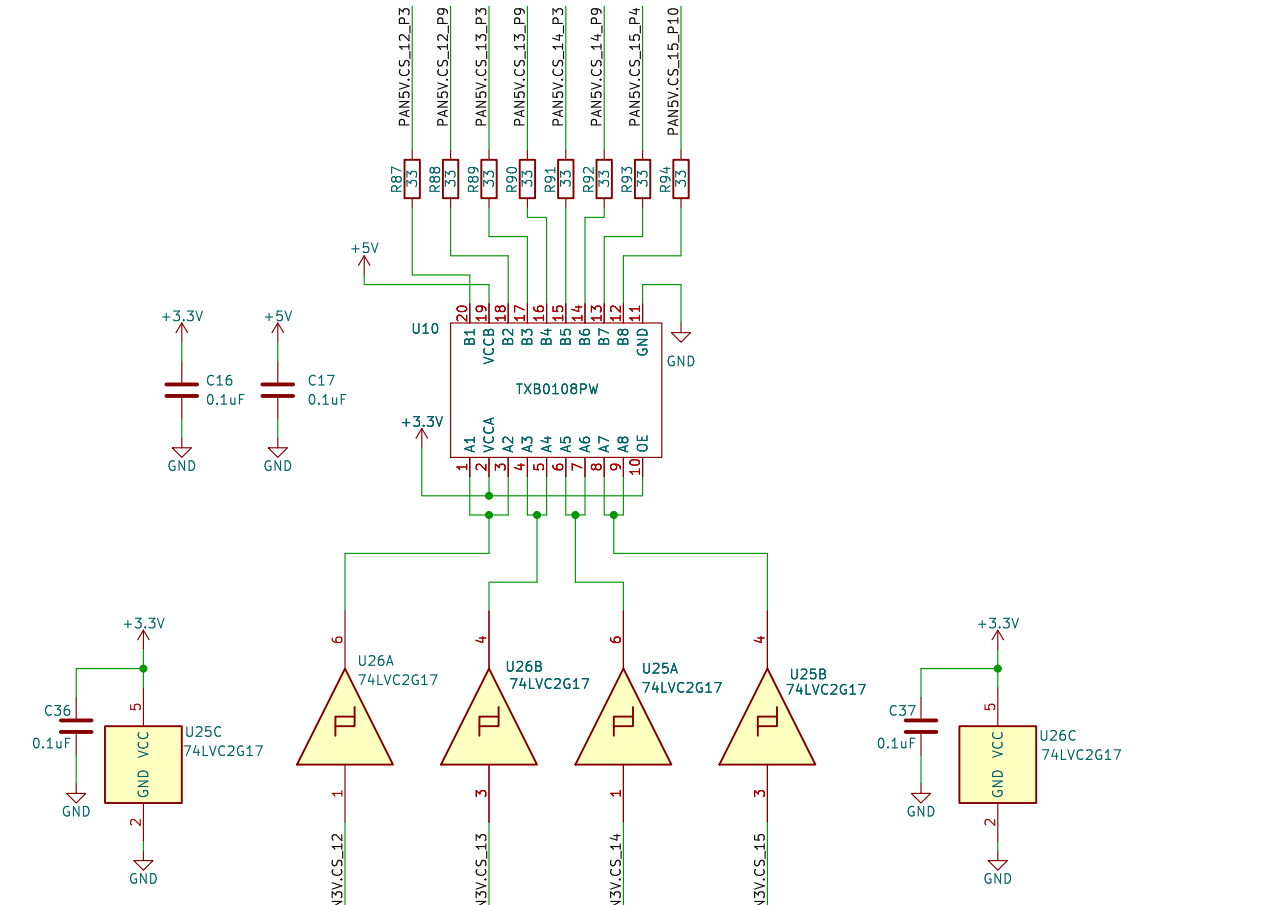 PAN5V.CS_12_P3
PAN5V.CS_12_P9
PAN5V.CS_13_P3
PAN5V.CS_13_P9
PAN5V.CS_14_P3
PAN5V.CS_14_P9
PAN5V.CS_15_P4
PAN5V.CS_15_P10
R87 33
R88 33
R89 33
R90 33
R91 33
R92 33
R93 33
R94 33
+5V
20 19 18 17 16 15 14 13 12 11
U10
B1 VCCB B2 B3 B4 B5 B6 B7 B8 GND
GND
TXB0108PW
+3.3V
A1 VCCA A2 A3 A4 A5 A6 A7 A8 OE
1 2 3 4 5 6 7 8 9 10
+3.3V
C16
0.1uF
GND
+5V
C17
0.1uF
GND
+3.3V
C36
0.1uF
GND
5
U25C
74LVC2G17
VCC
GND
2
GND
6
U26A
74LVC2G17
1
N3V.CS_12
4
U26B
74LVC2G17
3
N3V.CS_13
6
U25A
74LVC2G17
1
N3V.CS_14
4
U25B
74LVC2G17
3
N3V.CS_15
+3.3V
C37
0.1uF
GND
5
U26C
74LVC2G17
VCC
GND
2
GND